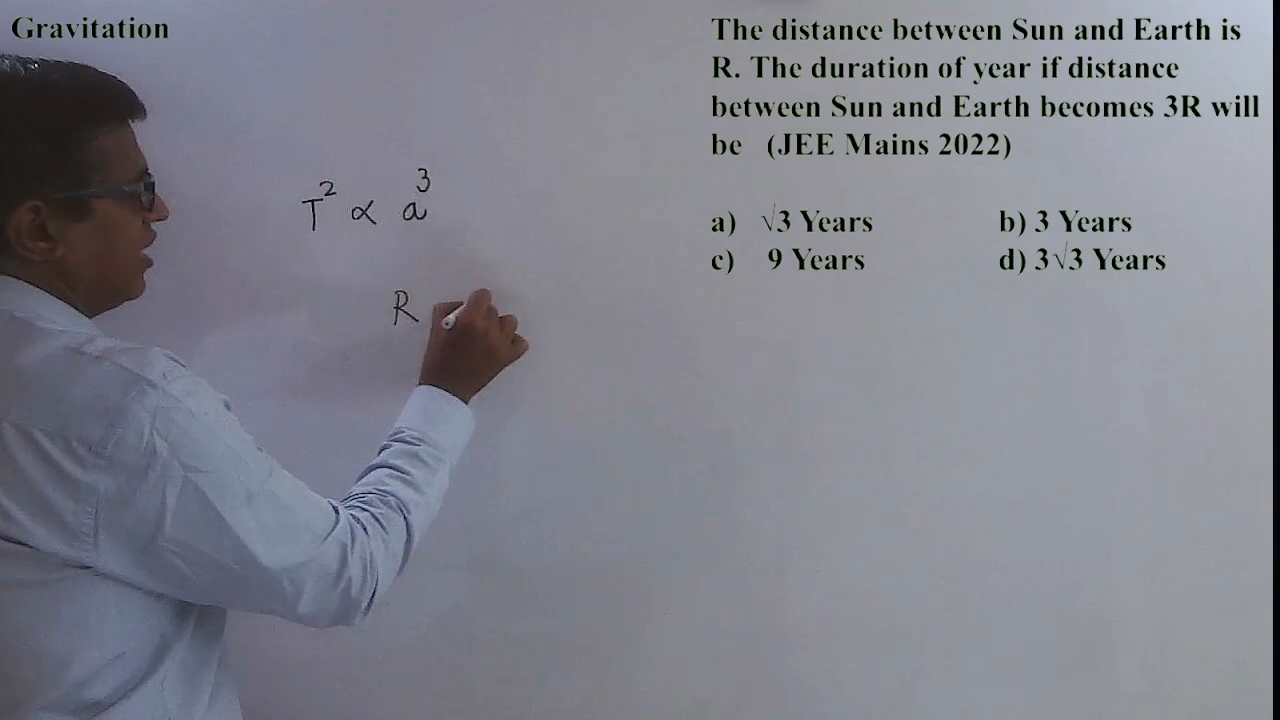 Gravitation
The distance between Sun and Earth is
R. The duration of year if distance
between Sun and Earth becomes 3R will
be (JEE Mains 2022)
a) √3 Years b) 3 Years
c) 9 Years d) 3√3 Years
T² ∝ a³
R